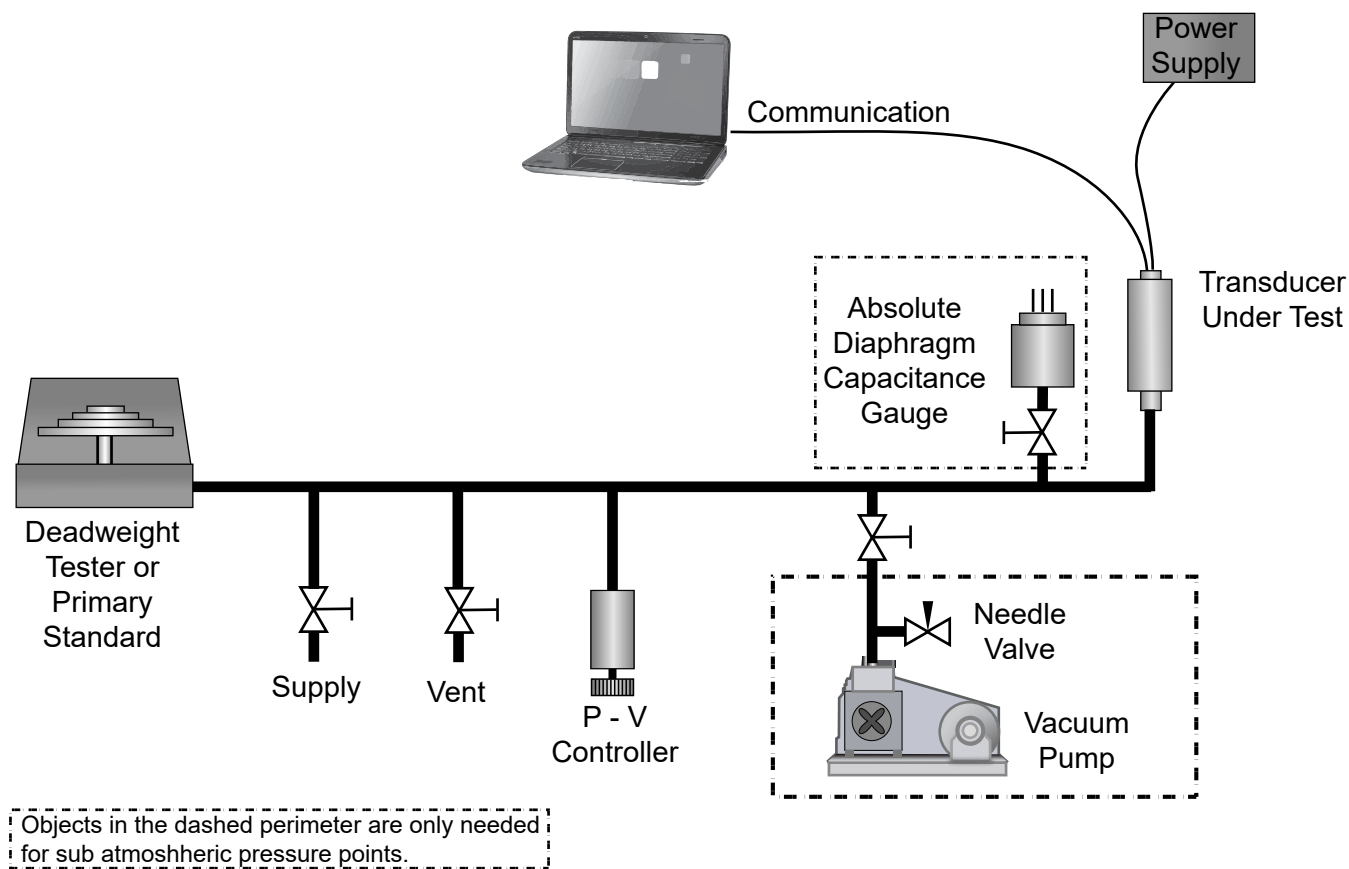 Power
Supply
Communication
Transducer
Under Test
Absolute
Diaphragm
Capacitance
Gauge
Deadweight
Tester or
Primary
Standard
Supply
Vent
P - V
Controller
Needle
Valve
Vacuum
Pump
Objects in the dashed perimeter are only needed
for sub atmoshheric pressure points.